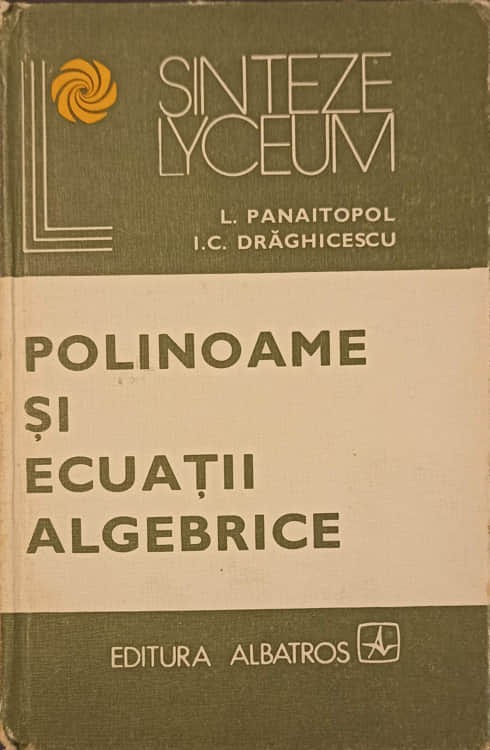 SINTEZE
LYCEUM
L. PANAITOPOL
I.C. DRĂGHICESCU
POLINOAME
ȘI
ECUAȚII
ALGEBRICE
EDITURA ALBATROS